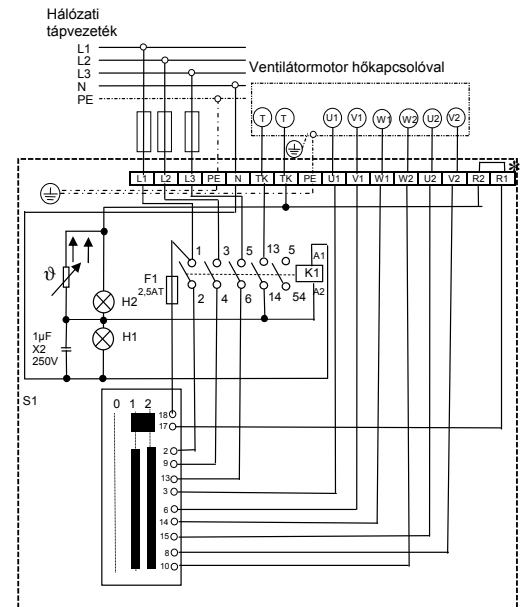 Hálózati
tápvezeték
L1
L2
L3
N
PE
Ventilátormotor hőkapcsolóval
T T U1 V1 W1 W2 U2 V2
L1 L2 L3 PE N TK TK PE U1 V1 W1 W2 U2 V2 R2 R1 *
ϑ
1 3 5 13 5 A1
F1
2,5AT
K1
2 4 6 14 54 A2
H2
H1
1µF
X2
250V
S1
0 1 2
18
17
2
9
13
3
6
14
15
8
10